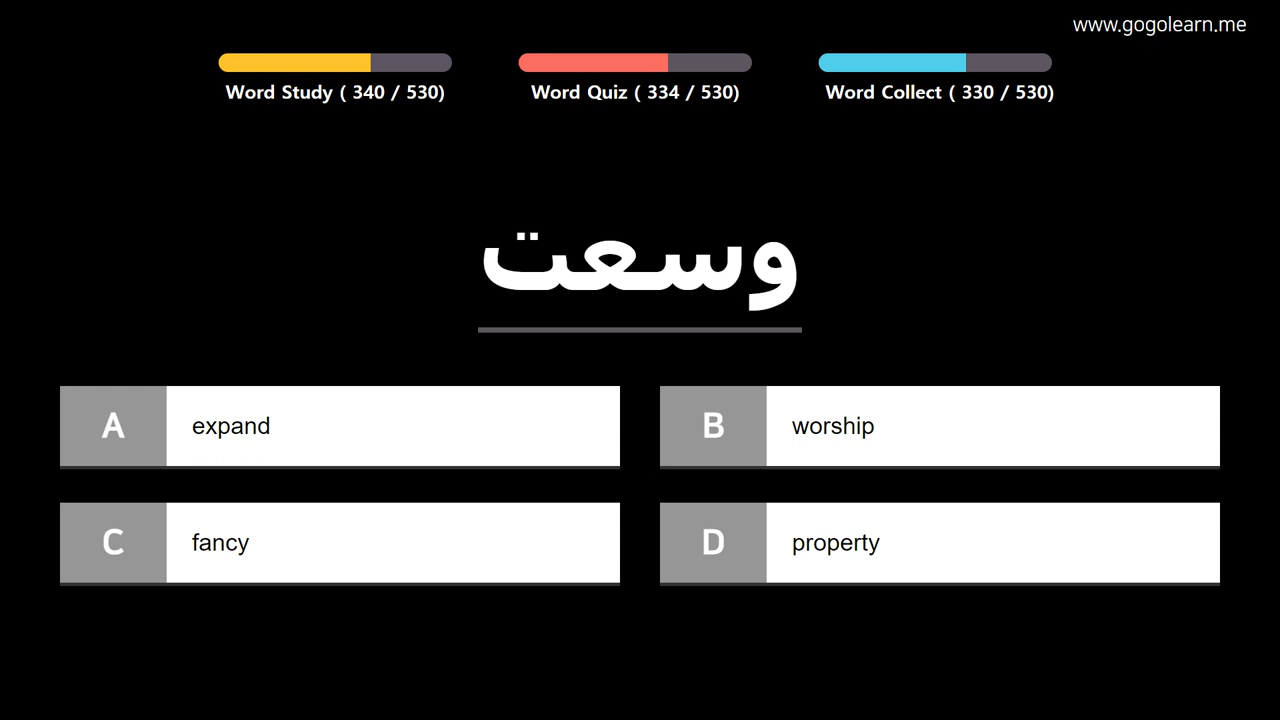 www.gogolearn.me
Word Study ( 340 / 530)
Word Quiz ( 334 / 530)
Word Collect ( 330 / 530)
وسعت
A expand
B worship
C fancy
D property